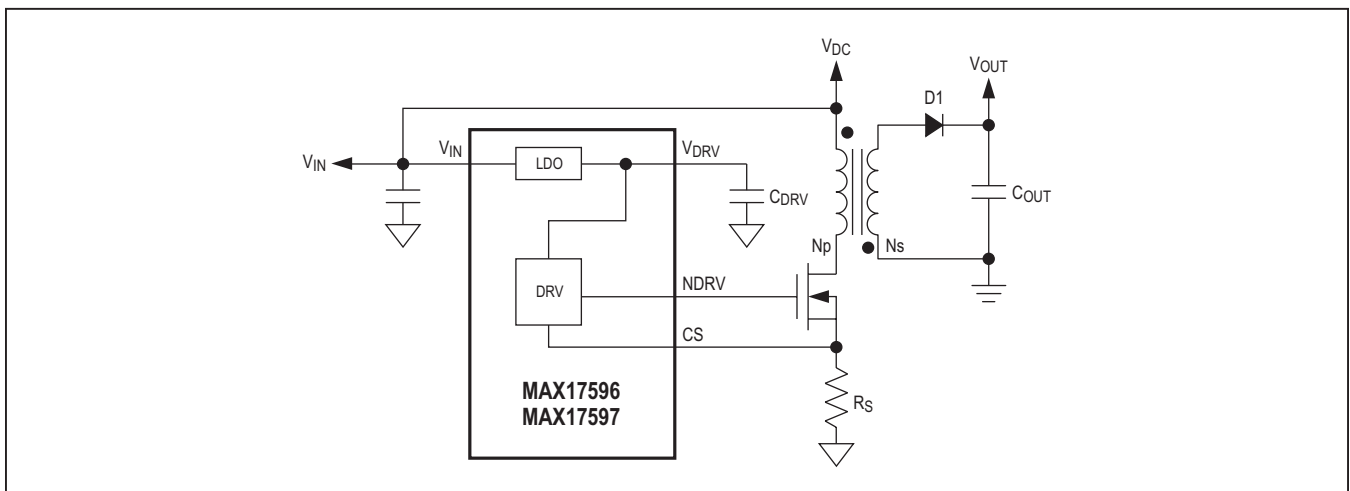 VDC
VOUT
D1
VIN
VIN
LDO
VDRV
CDRV
COUT
Np
Ns
DRV
NDRV
CS
MAX17596
MAX17597
RS